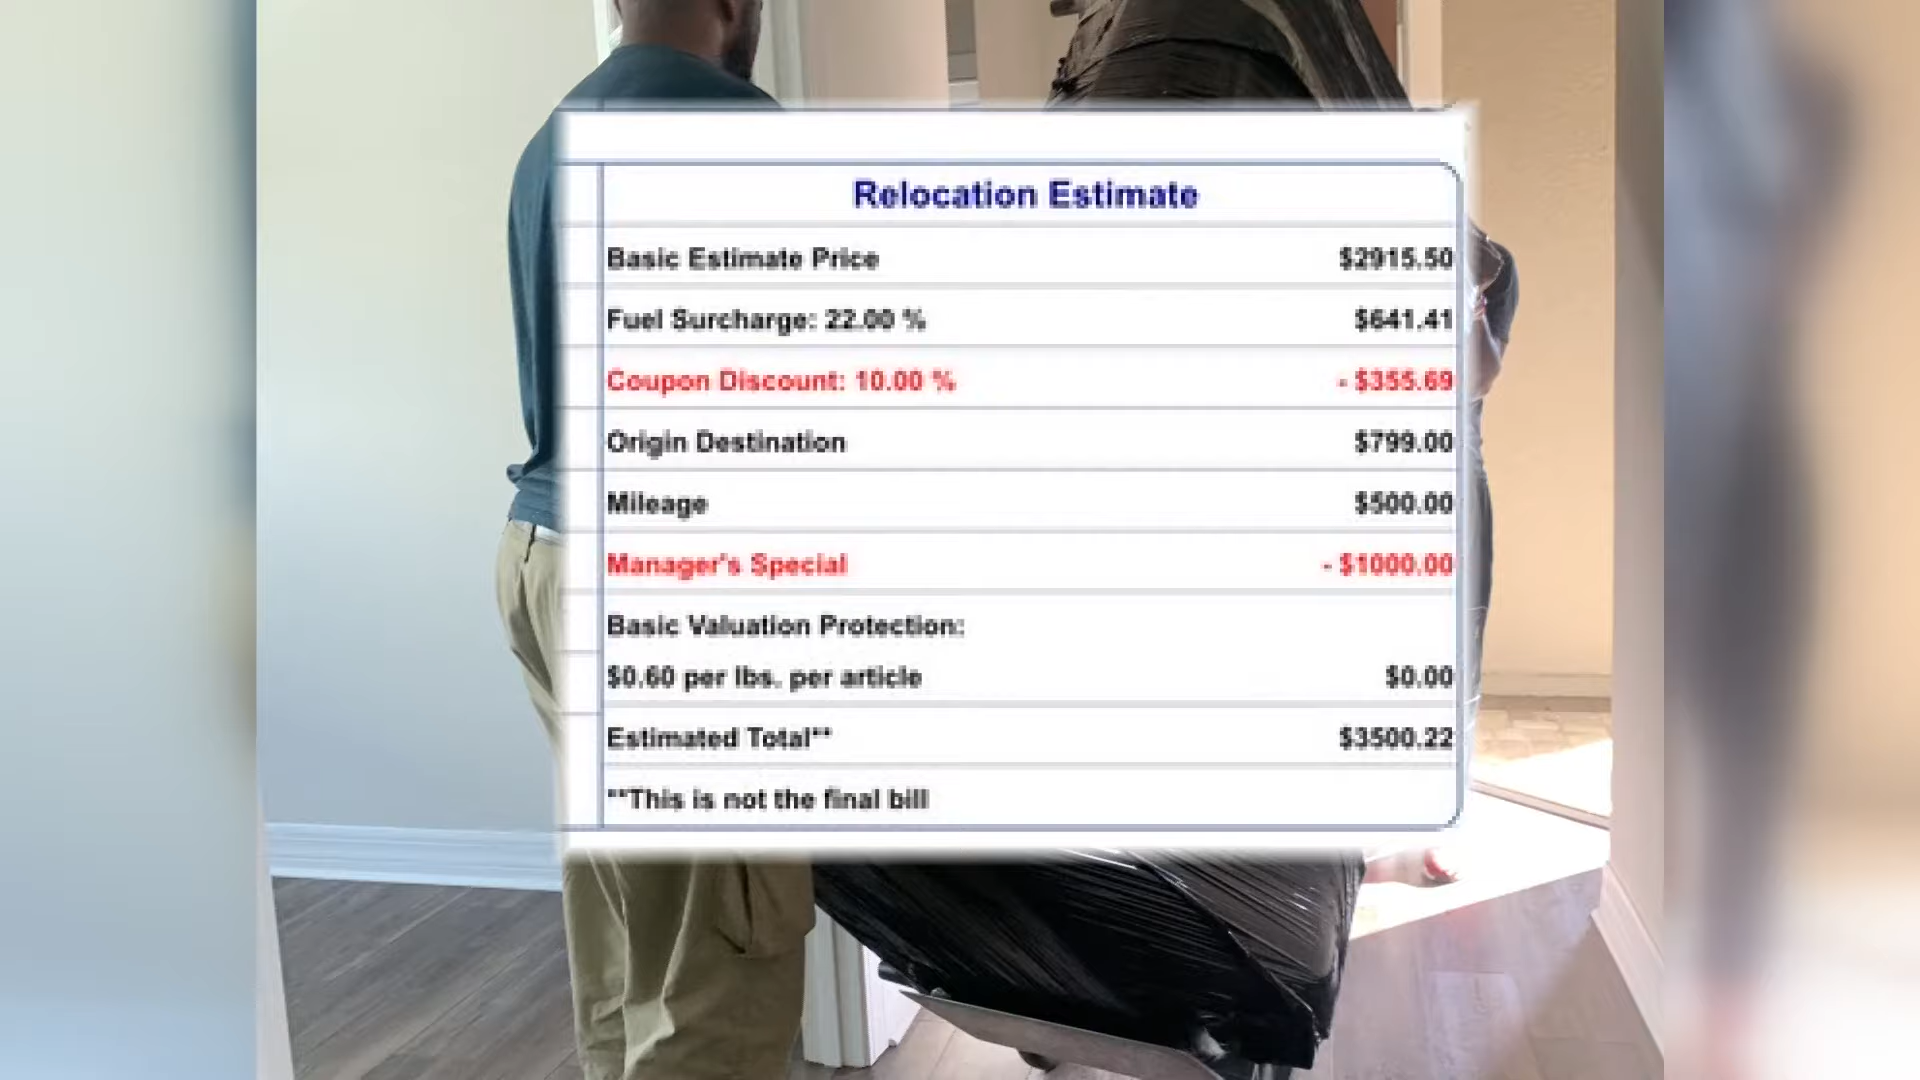 Relocation Estimate
Basic Estimate Price $2915.50
Fuel Surcharge: 22.00 % $641.41
Coupon Discount: 10.00 % - $355.69
Origin Destination $799.00
Mileage $500.00
Manager's Special - $1000.00
Basic Valuation Protection:
$0.60 per lbs. per article $0.00
Estimated Total** $3500.22
**This is not the final bill